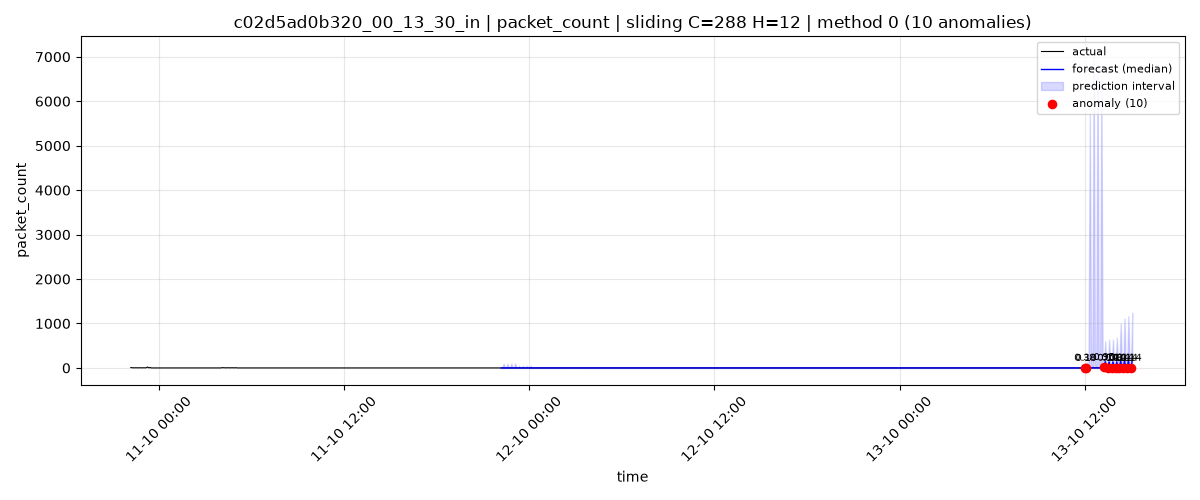 c02d5ad0b320_00_13_30_in | packet_count | sliding C=288 H=12 | method 0 (10 anomalies)
actual
forecast (median)
prediction interval
anomaly (10)
packet_count
7000
6000
5000
4000
3000
2000
1000
0
11-10 00:00
11-10 12:00
12-10 00:00
12-10 12:00
13-10 00:00
13-10 12:00
time